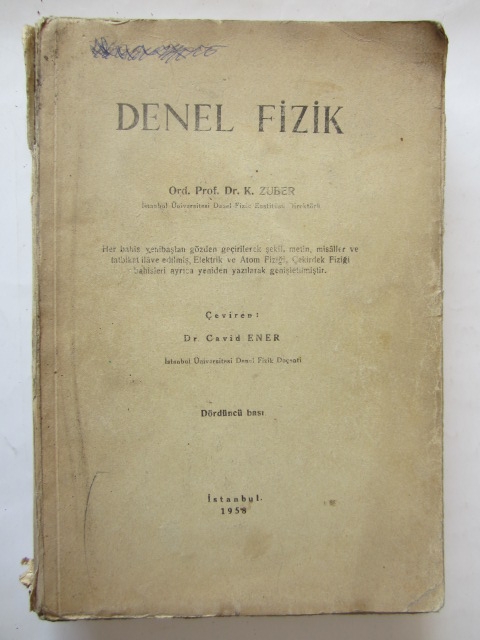 DENEL FİZİK
Ord. Prof. Dr. K. ZUBER
İstanbul Üniversitesi Denel Fizik Enstitüsü Direktörü
Her bahis yenibaştan gözden geçirilerek şekil, metin, misâller ve
tatbikat ilâve edilmiş, Elektrik ve Atom Fiziği, Çekirdek Fiziği
bahisleri ayrıca yeniden yazılarak genişletilmiştir.
Çeviren:
Dr. Cavid ENER
İstanbul Üniversitesi Denel Fizik Doçenti
Dördüncü bası
İstanbul
1958